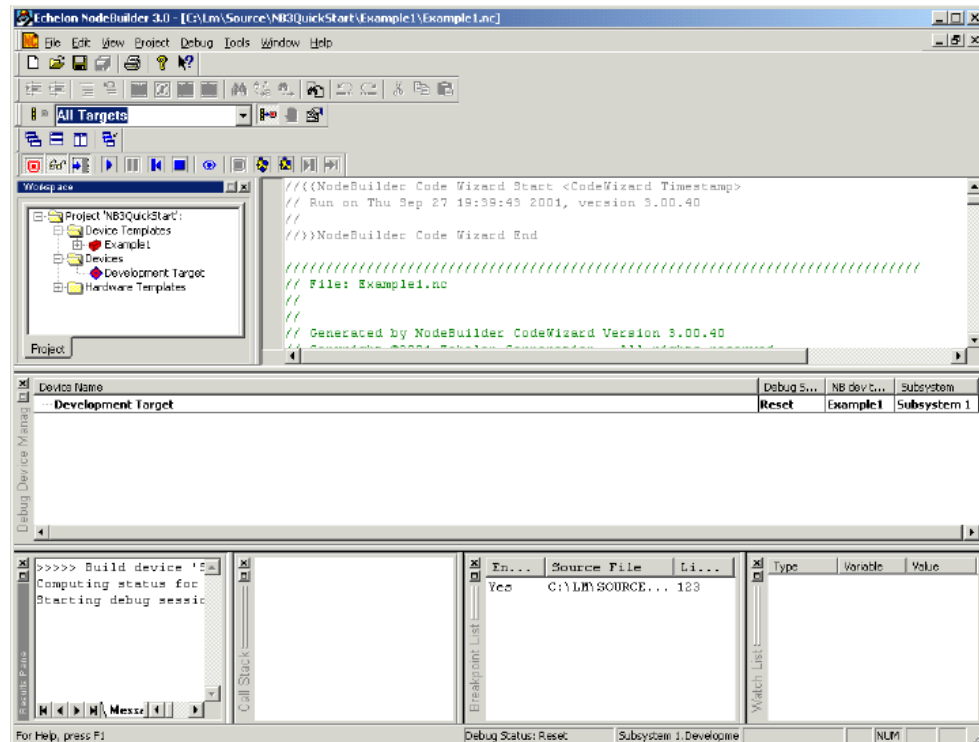 Echelon NodeBuilder 3.0 - [C:\Lm\Source\NB3QuickStart\Example1\Example1.nc]
File Edit View Project Debug Tools Window Help
All Targets
Workspace
Project 'NB3QuickStart':
Device Templates
Example1
Devices
Development Target
Hardware Templates
Project
//{{NodeBuilder Code Wizard Start <CodeWizard Timestamp>
// Run on Thu Sep 27 19:39:43 2001, version 3.00.40
//
//}}NodeBuilder Code Wizard End
// File: Example1.nc
//
//
// Generated by NodeBuilder CodeWizard Version 3.00.40
Debug Device Manag
Device Name Debug S... NB dev t... Subsystem
Development Target Reset Example1 Subsystem 1
Results Pane
>>>>> Build device '
Computing status for
Starting debug sessio
Messa
Call Stack
Breakpoint List
En... Source File Li...
Yes C:\LM\SOURCE... 123
Watch List
Type Variable Value
For Help, press F1 Debug Status: Reset Subsystem 1.Developme NUM